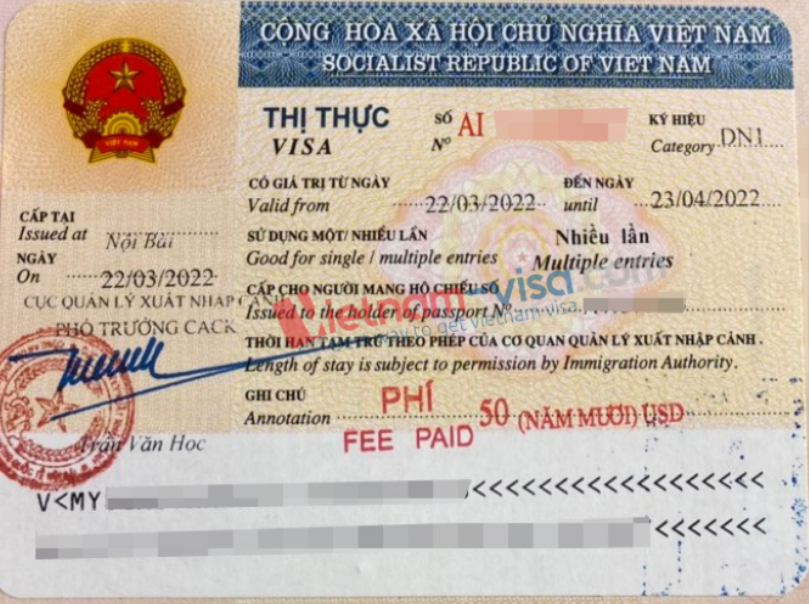 CỘNG HÒA XÃ HỘI CHỦ NGHĨA VIỆT NAM
SOCIALIST REPUBLIC OF VIET NAM
VIỆT NAM
THỊ THỰC
VISA
SỐ AI
Nº
KÝ HIỆU
Category DN1
CÓ GIÁ TRỊ TỪ NGÀY
Valid from 22/03/2022
ĐẾN NGÀY
until 23/04/2022
CẤP TẠI
Issued at Nội Bài
NGÀY
On 22/03/2022
SỬ DỤNG MỘT/ NHIỀU LẦN
Good for single / multiple entries
Nhiều lần
Multiple entries
CẤP CHO NGƯỜI MANG HỘ CHIẾU SỐ
Issued to the holder of passport Nº
CỤC QUẢN LÝ XUẤT NHẬP CẢNH
PHÓ TRƯỞNG CACK
Vietnam-visa.com
way to get vietnam visa
THỜI HẠN TẠM TRÚ THEO PHÉP CỦA CƠ QUAN QUẢN LÝ XUẤT NHẬP CẢNH .
Length of stay is subject to permission by Immigration Authority.
GHI CHÚ
Annotation
PHÍ
FEE PAID
50 (NĂM MƯƠI) USD
Trần Văn Học
V<MY <<<<<<<<<<<<<<<<<<<
<<<<<<<